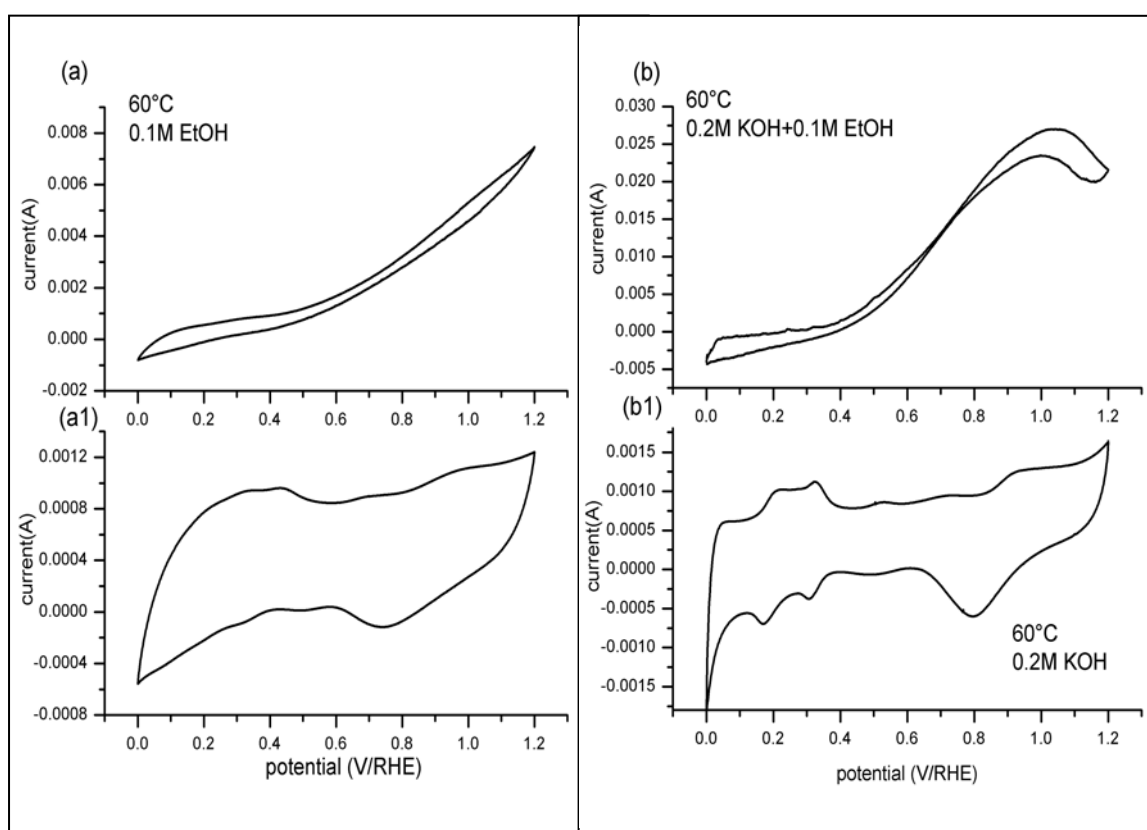 (a)
60°C
0.1M EtOH
0.008
0.006
0.004
0.002
0.000
-0.002
current(A)
0.0 0.2 0.4 0.6 0.8 1.0 1.2
(a1)
0.0012
0.0008
0.0004
0.0000
-0.0004
-0.0008
current(A)
0.0 0.2 0.4 0.6 0.8 1.0 1.2
potential (V/RHE)
(b)
60°C
0.2M KOH+0.1M EtOH
0.030
0.025
0.020
0.015
0.010
0.005
0.000
-0.005
current(A)
0.0 0.2 0.4 0.6 0.8 1.0 1.2
(b1)
0.0015
0.0010
0.0005
0.0000
-0.0005
-0.0010
-0.0015
current(A)
60°C
0.2M KOH
0.0 0.2 0.4 0.6 0.8 1.0 1.2
potential (V/RHE)